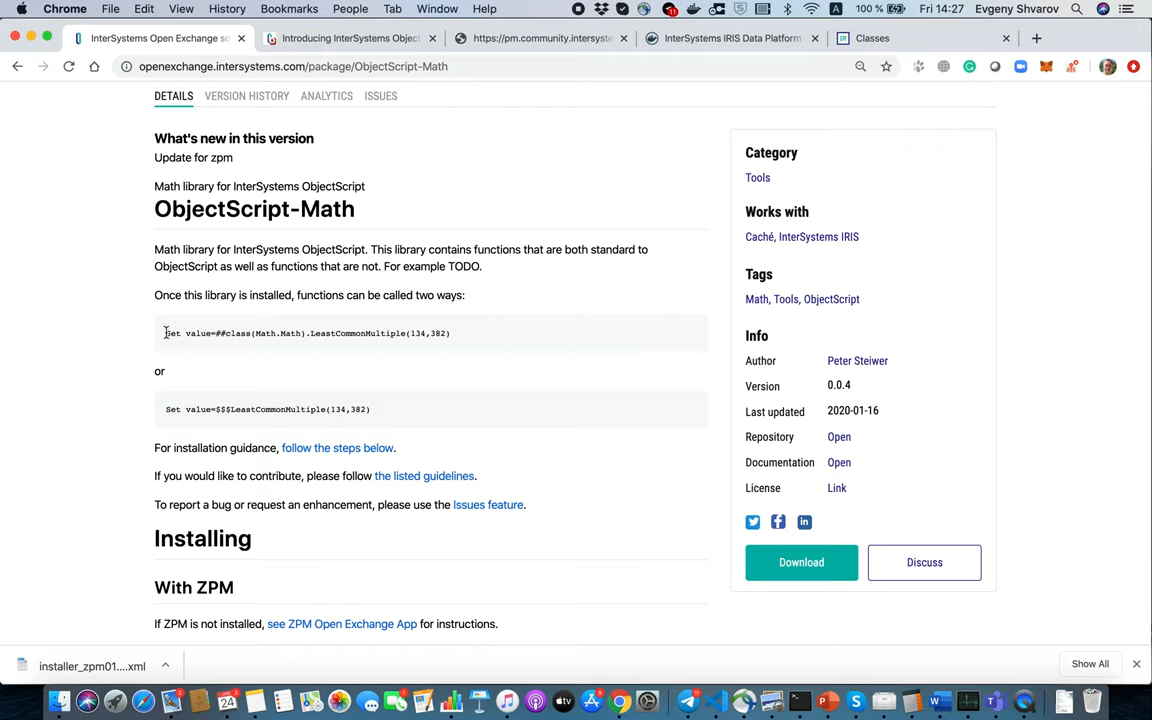 Chrome File Edit View History Bookmarks People Tab Window Help 11 100 % Fri 14:27 Evgeny Shvarov
InterSystems Open Exchange so Introducing InterSystems Object https://pm.community.intersyste InterSystems IRIS Data Platform Classes
openexchange.intersystems.com/package/ObjectScript-Math
DETAILS VERSION HISTORY ANALYTICS ISSUES
What's new in this version
Update for zpm
Math library for InterSystems ObjectScript
ObjectScript-Math
Math library for InterSystems ObjectScript. This library contains functions that are both standard to
ObjectScript as well as functions that are not. For example TODO.
Once this library is installed, functions can be called two ways:
Set value=##class(Math.Math).LeastCommonMultiple(134,382)
or
Set value=$$$LeastCommonMultiple(134,382)
For installation guidance, follow the steps below.
If you would like to contribute, please follow the listed guidelines.
To report a bug or request an enhancement, please use the Issues feature.
Installing
With ZPM
If ZPM is not installed, see ZPM Open Exchange App for instructions.
Category
Tools
Works with
Caché, InterSystems IRIS
Tags
Math, Tools, ObjectScript
Info
Author Peter Steiwer
Version 0.0.4
Last updated 2020-01-16
Repository Open
Documentation Open
License Link
Download Discuss
installer_zpm01....xml Show All